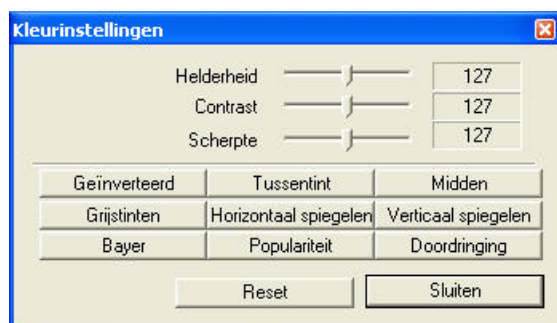 Kleurinstellingen
Helderheid 127
Contrast 127
Scherpte 127
Geïnverteerd Tussentint Midden
Grijstinten Horizontaal spiegelen Verticaal spiegelen
Bayer Populariteit Doordringing
Reset Sluiten